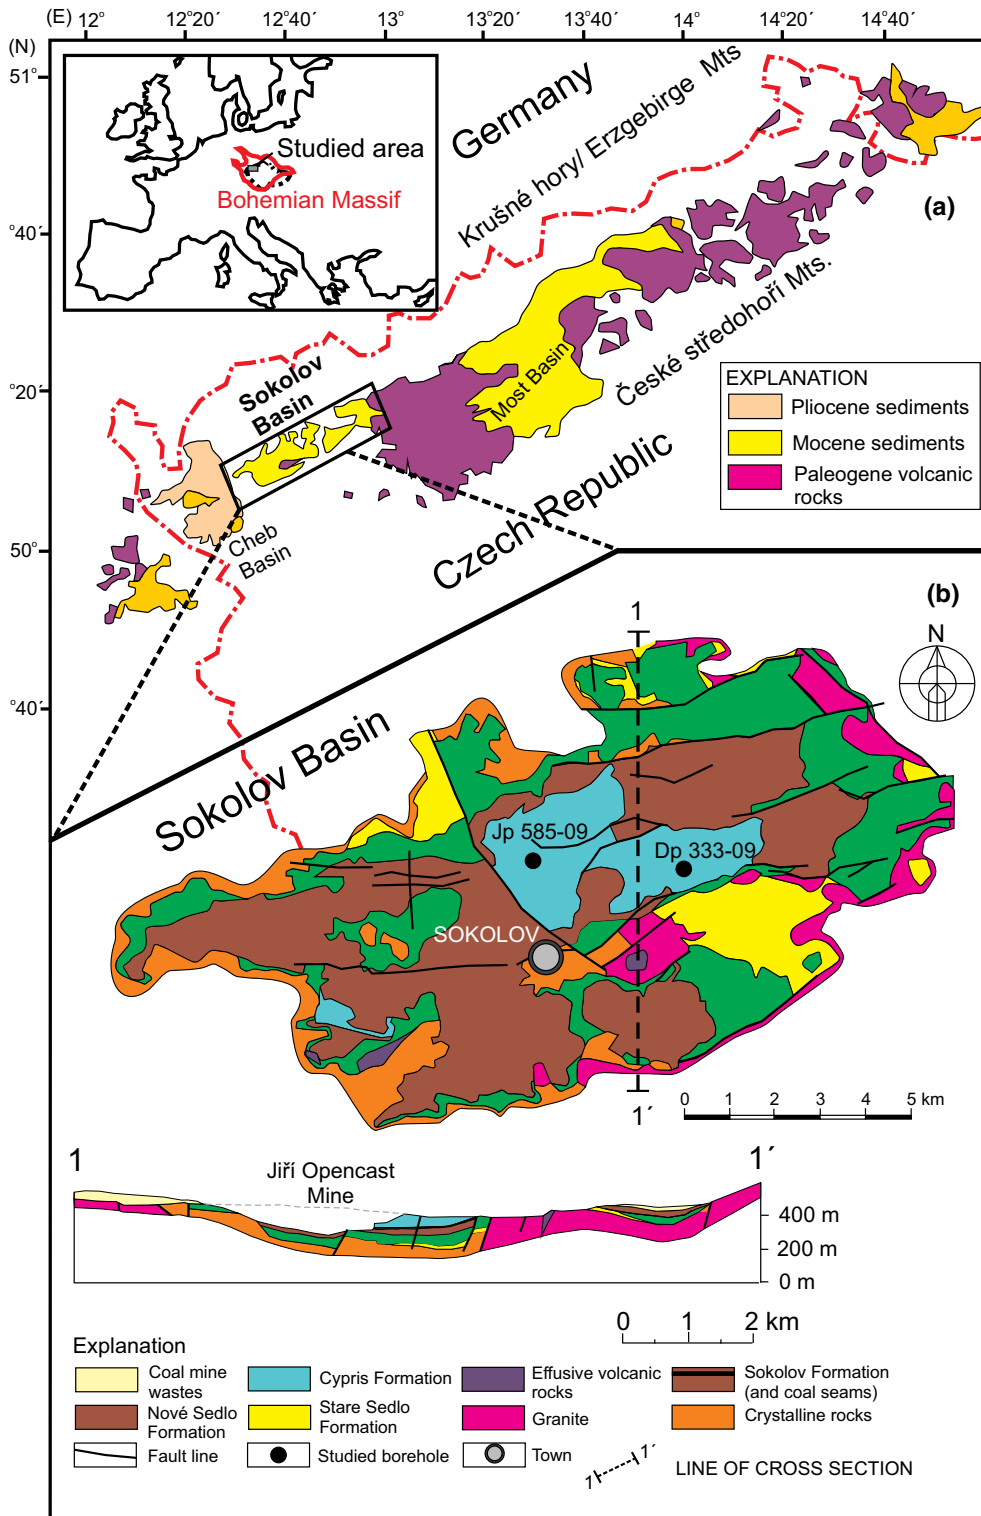 (E) 12° 12°20´ 12°40´ 13° 13°20´ 13°40´ 14° 14°20´ 14°40´
(N)
51°
°40´
°20´
50°
°40´
Studied area
Bohemian Massif
Germany
Krušné hory/ Erzgebirge Mts
(a)
České středohoří Mts.
Most Basin
Sokolov
Basin
Cheb
Basin
Czech Republic
EXPLANATION
Pliocene sediments
Mocene sediments
Paleogene volcanic
rocks
Sokolov Basin
(b)
1
N
Jp 585-09
Dp 333-09
SOKOLOV
1´
0 1 2 3 4 5 km
1
1´
Jiří Opencast
Mine
400 m
200 m
0 m
0 1 2 km
Explanation
Coal mine
wastes
Cypris Formation
Effusive volcanic
rocks
Sokolov Formation
(and coal seams)
Nové Sedlo
Formation
Stare Sedlo
Formation
Granite
Crystalline rocks
Fault line
Studied borehole
Town
1 1´
LINE OF CROSS SECTION